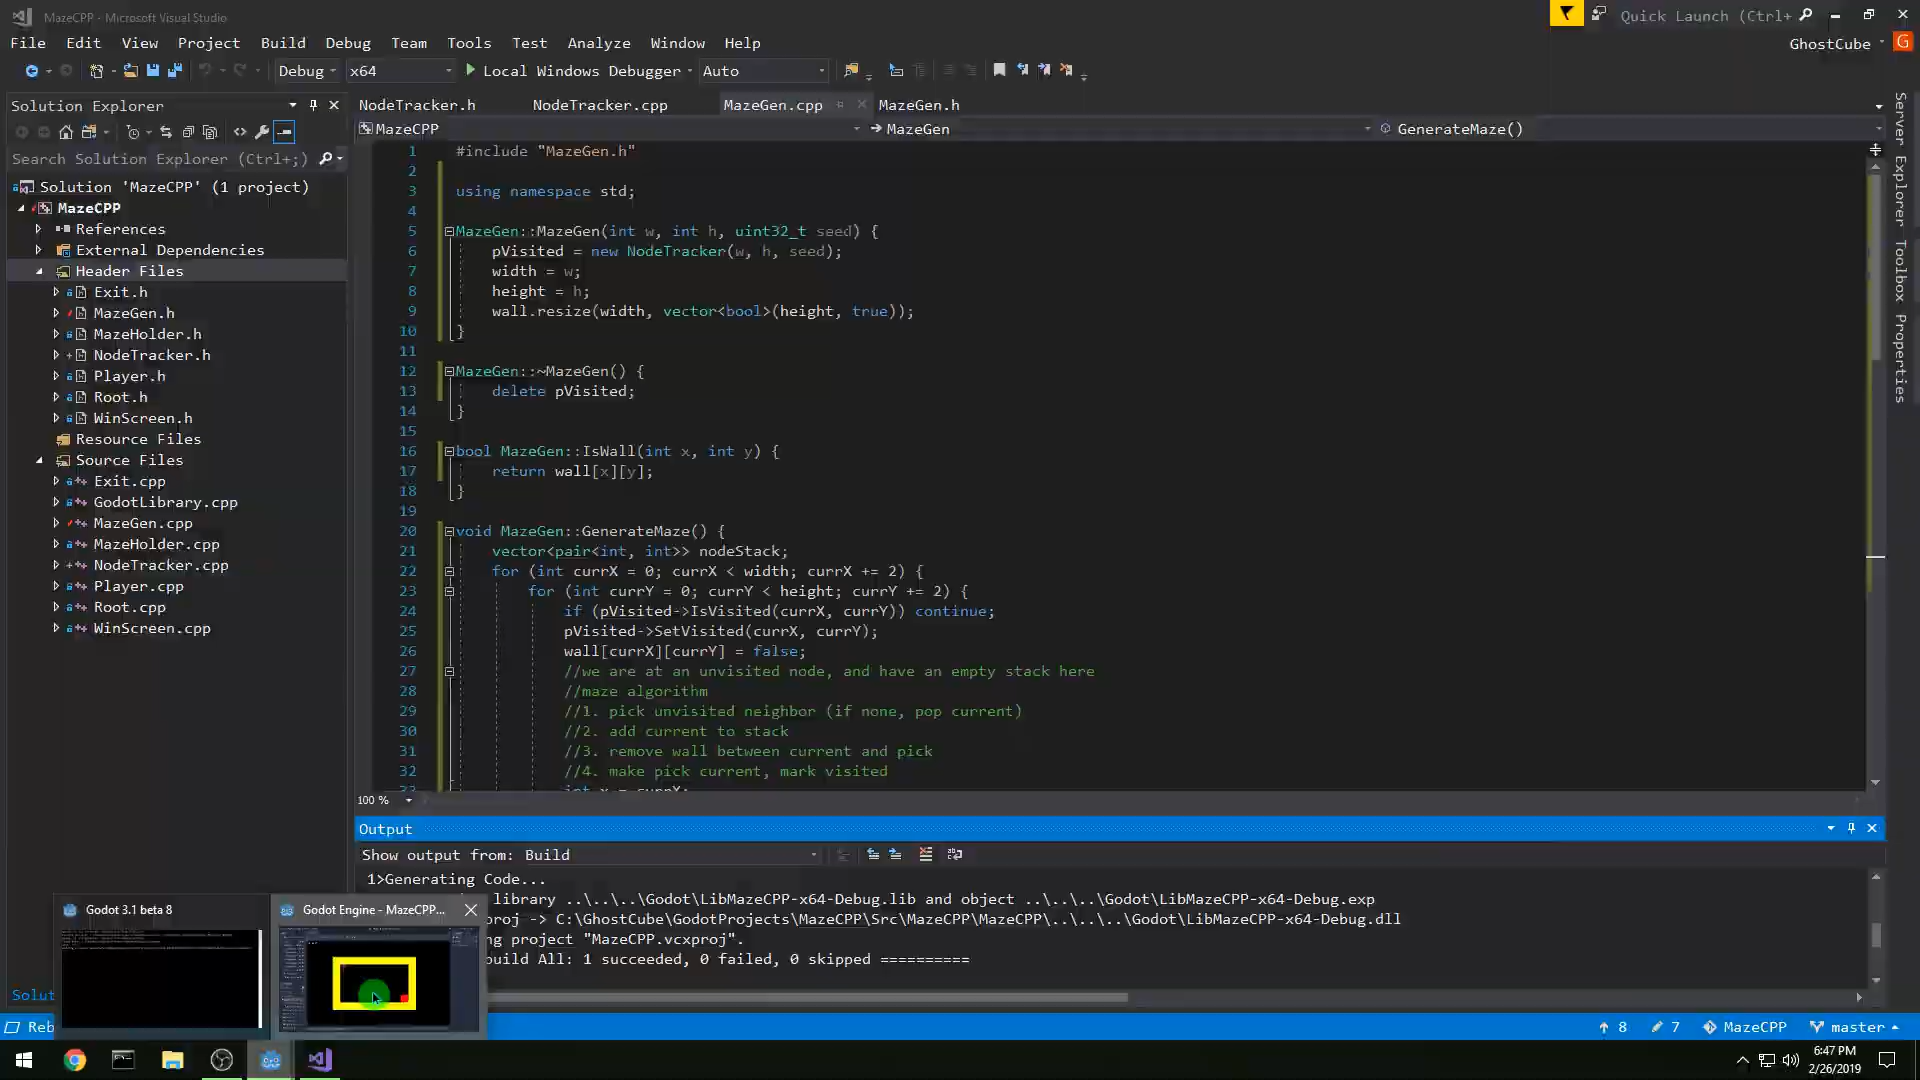 MazeCPP - Microsoft Visual Studio
Quick Launch (Ctrl+
File Edit View Project Build Debug Team Tools Test Analyze Window Help
GhostCube
G
Debug x64 Local Windows Debugger Auto
Solution Explorer
NodeTracker.h NodeTracker.cpp MazeGen.cpp MazeGen.h
MazeCPP MazeGen GenerateMaze()
Search Solution Explorer (Ctrl+;)
Solution 'MazeCPP' (1 project)
MazeCPP
References
External Dependencies
Header Files
Exit.h
MazeGen.h
MazeHolder.h
NodeTracker.h
Player.h
Root.h
WinScreen.h
Resource Files
Source Files
Exit.cpp
GodotLibrary.cpp
MazeGen.cpp
MazeHolder.cpp
NodeTracker.cpp
Player.cpp
Root.cpp
WinScreen.cpp
1 #include "MazeGen.h"
2
3 using namespace std;
4
5 MazeGen::MazeGen(int w, int h, uint32_t seed) {
6 pVisited = new NodeTracker(w, h, seed);
7 width = w;
8 height = h;
9 wall.resize(width, vector<bool>(height, true));
10 }
11
12 MazeGen::~MazeGen() {
13 delete pVisited;
14 }
15
16 bool MazeGen::IsWall(int x, int y) {
17 return wall[x][y];
18 }
19
20 void MazeGen::GenerateMaze() {
21 vector<pair<int, int>> nodeStack;
22 for (int currX = 0; currX < width; currX += 2) {
23 for (int currY = 0; currY < height; currY += 2) {
24 if (pVisited->IsVisited(currX, currY)) continue;
25 pVisited->SetVisited(currX, currY);
26 wall[currX][currY] = false;
27 //we are at an unvisited node, and have an empty stack here
28 //maze algorithm
29 //1. pick unvisited neighbor (if none, pop current)
30 //2. add current to stack
31 //3. remove wall between current and pick
32 //4. make pick current, mark visited
33 int x = currX;
100 %
Server Explorer
Toolbox
Properties
Output
Show output from: Build
1>Generating Code...
library ..\..\..\Godot\LibMazeCPP-x64-Debug.lib and object ..\..\..\Godot\LibMazeCPP-x64-Debug.exp
proj -> C:\GhostCube\GodotProjects\MazeCPP\Src\MazeCPP\MazeCPP\..\..\..\Godot\LibMazeCPP-x64-Debug.dll
ng project "MazeCPP.vcxproj".
uild All: 1 succeeded, 0 failed, 0 skipped ==========
Godot 3.1 beta 8
Godot Engine - MazeCPP...
Solut
Reb
8 7 MazeCPP master
6:47 PM
2/26/2019